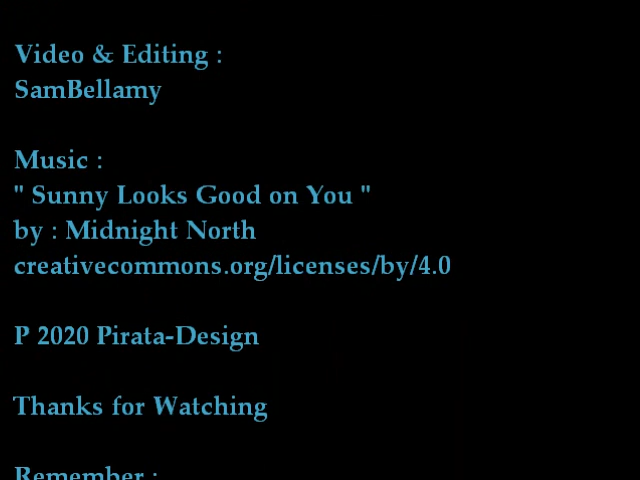 Video & Editing :
SamBellamy
Music :
" Sunny Looks Good on You "
by : Midnight North
creativecommons.org/licenses/by/4.0
P 2020 Pirata-Design
Thanks for Watching
Remember :